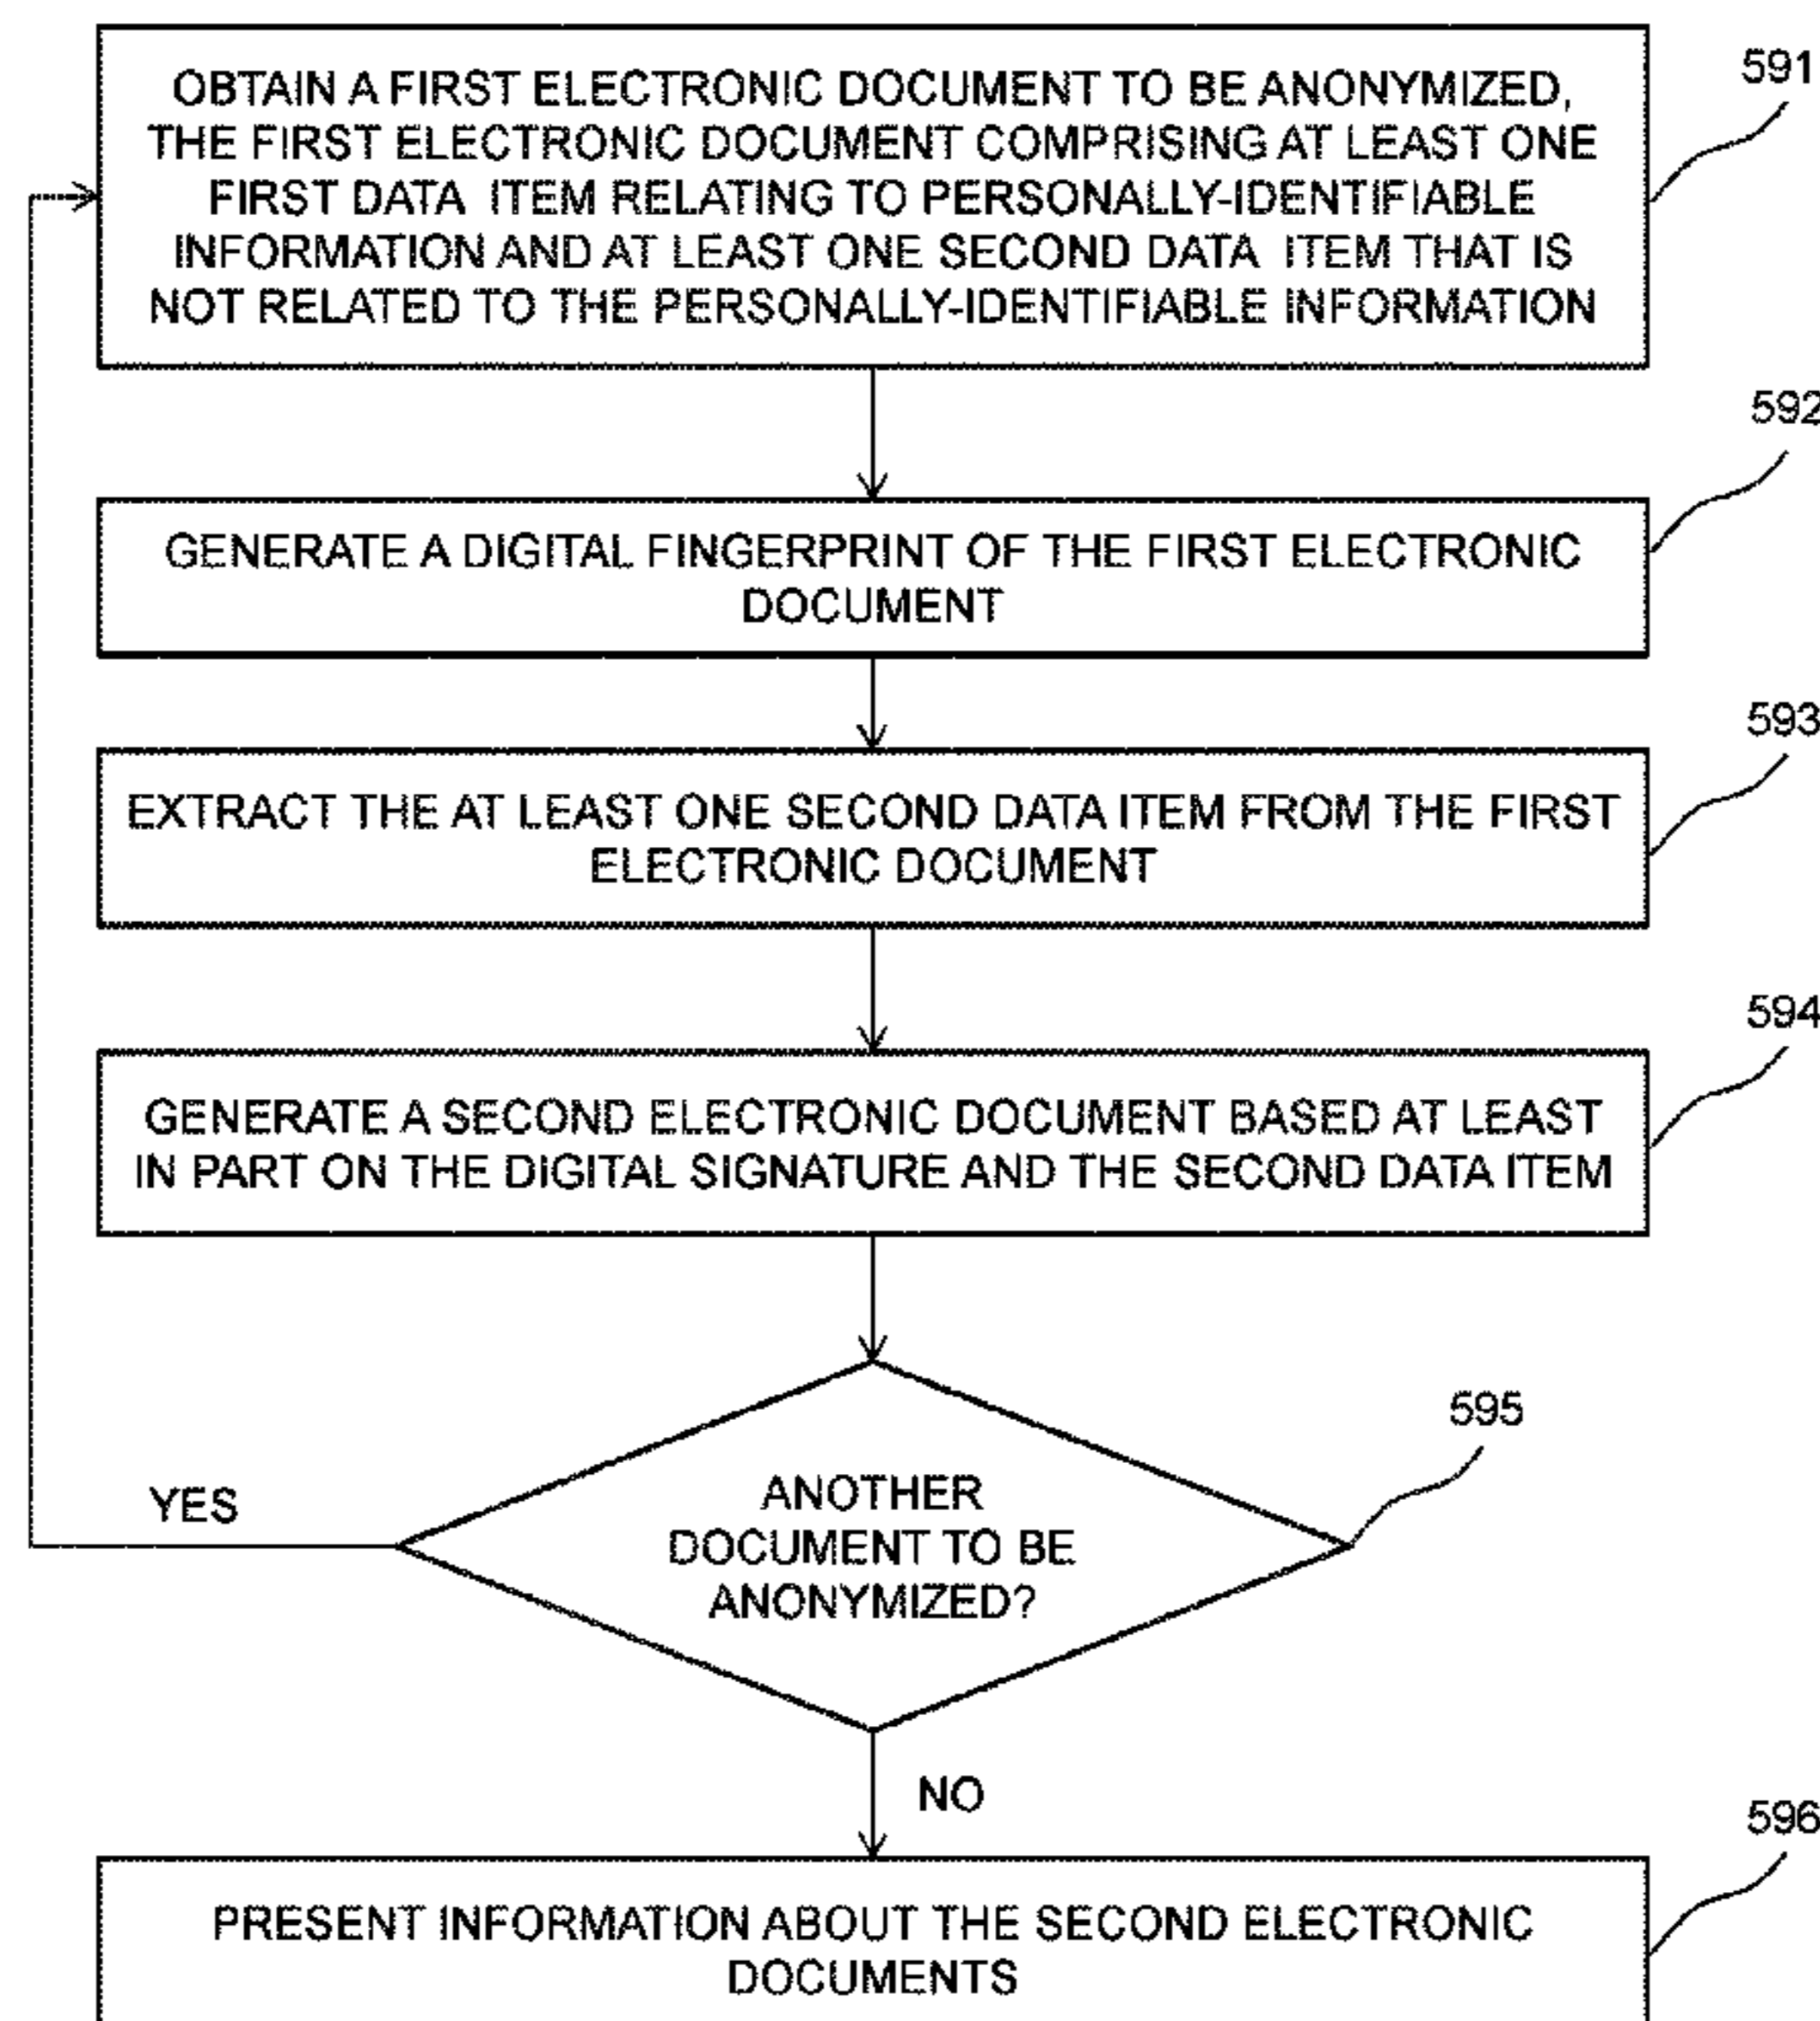 OBTAIN A FIRST ELECTRONIC DOCUMENT TO BE ANONYMIZED,
THE FIRST ELECTRONIC DOCUMENT COMPRISING AT LEAST ONE
FIRST DATA ITEM RELATING TO PERSONALLY-IDENTIFIABLE
INFORMATION AND AT LEAST ONE SECOND DATA ITEM THAT IS
NOT RELATED TO THE PERSONALLY-IDENTIFIABLE INFORMATION
591
592
GENERATE A DIGITAL FINGERPRINT OF THE FIRST ELECTRONIC
DOCUMENT
593
EXTRACT THE AT LEAST ONE SECOND DATA ITEM FROM THE FIRST
ELECTRONIC DOCUMENT
594
GENERATE A SECOND ELECTRONIC DOCUMENT BASED AT LEAST
IN PART ON THE DIGITAL SIGNATURE AND THE SECOND DATA ITEM
595
YES
ANOTHER
DOCUMENT TO BE
ANONYMIZED?
NO
596
PRESENT INFORMATION ABOUT THE SECOND ELECTRONIC
DOCUMENTS